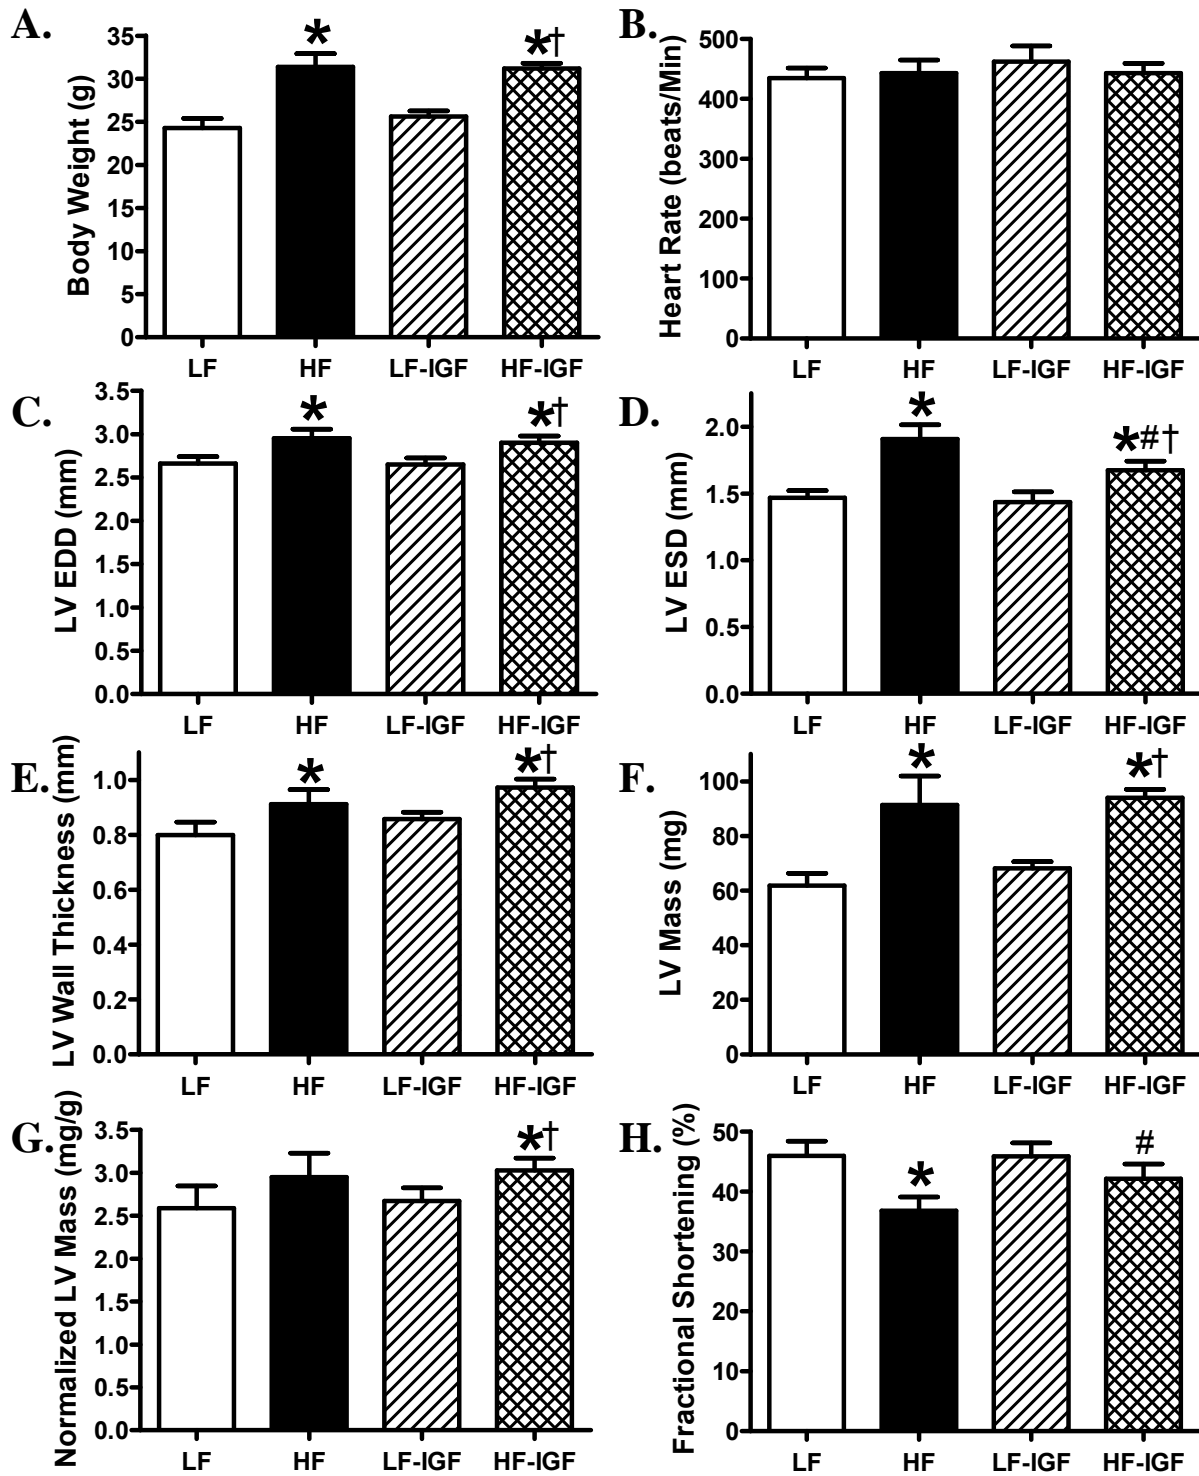 A.
Body Weight (g)
35
30
25
20
15
10
5
0
*
*†
LF HF LF-IGF HF-IGF
B.
Heart Rate (beats/Min)
500
400
300
200
100
0
LF HF LF-IGF HF-IGF
C.
LV EDD (mm)
3.5
3.0
2.5
2.0
1.5
1.0
0.5
0.0
*
*†
LF HF LF-IGF HF-IGF
D.
LV ESD (mm)
2.0
1.5
1.0
0.5
0.0
*
*#†
LF HF LF-IGF HF-IGF
E.
LV Wall Thickness (mm)
1.0
0.8
0.6
0.4
0.2
0.0
*
*†
LF HF LF-IGF HF-IGF
F.
LV Mass (mg)
100
80
60
40
20
0
*
*†
LF HF LF-IGF HF-IGF
G.
Normalized LV Mass (mg/g)
3.5
3.0
2.5
2.0
1.5
1.0
0.5
0.0
*†
LF HF LF-IGF HF-IGF
H.
Fractional Shortening (%)
50
40
30
20
10
0
*
#
LF HF LF-IGF HF-IGF